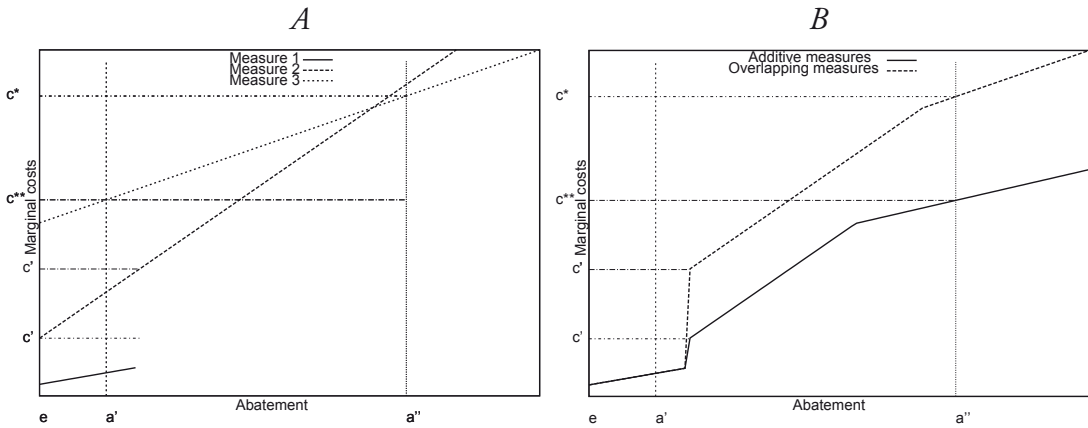 A
B
Measure 1
Measure 2
Measure 3
c*
c**
c'
c'
Marginal costs
Abatement
e
a'
a''
Additive measures
Overlapping measures
c*
c**
c'
c'
Marginal costs
Abatement
e
a'
a''